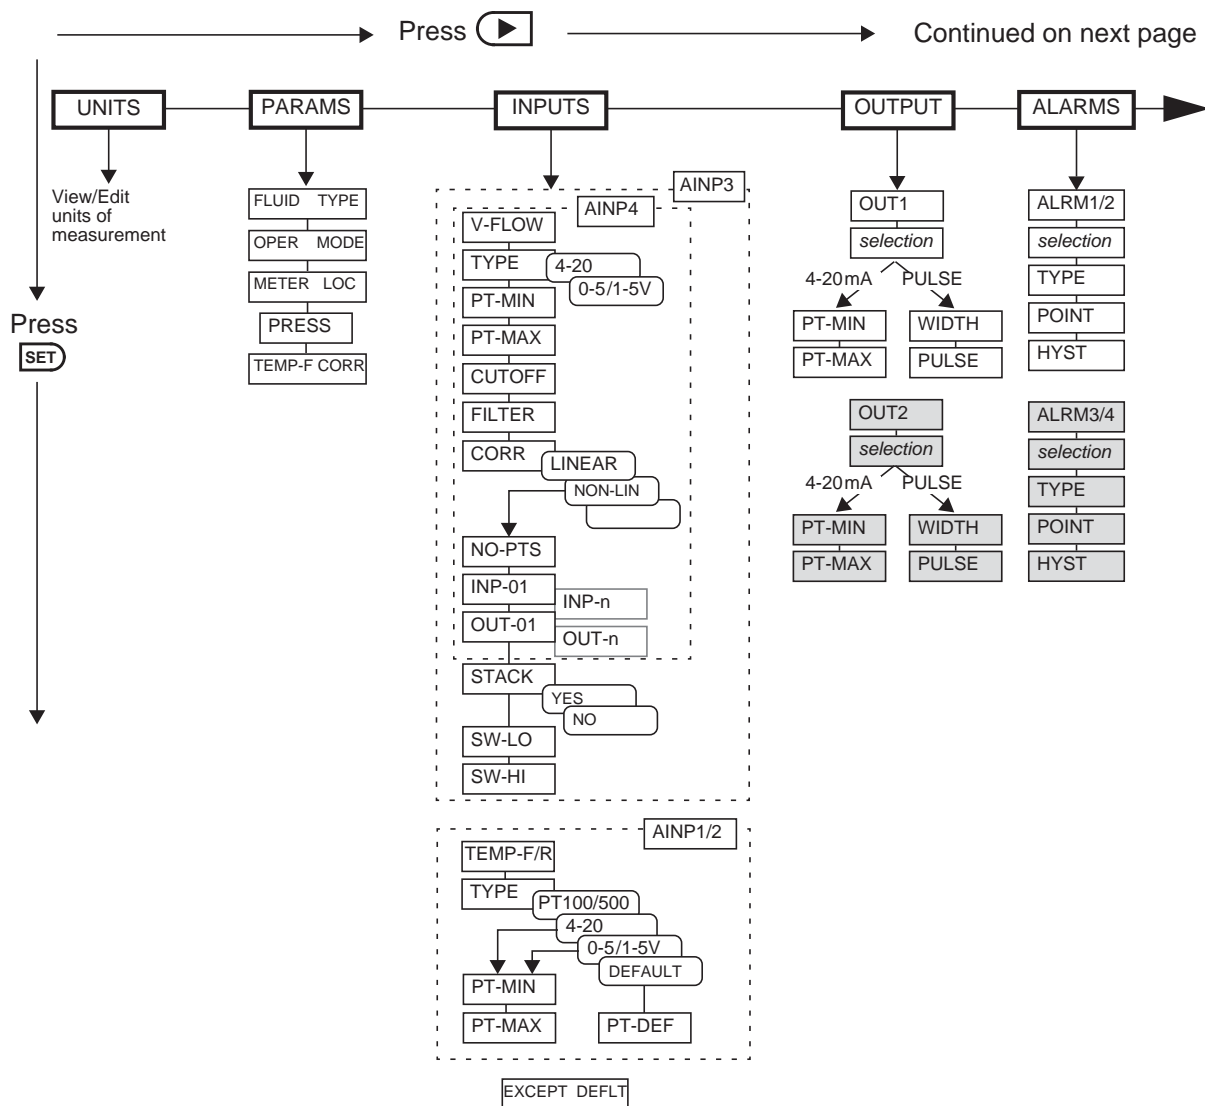 Press
Continued on next page
UNITS
PARAMS
INPUTS
OUTPUT
ALARMS
Press
SET
View/Edit
units of
measurement
FLUID TYPE
OPER MODE
METER LOC
PRESS
TEMP-F CORR
AINP3
AINP4
V-FLOW
TYPE
4-20
0-5/1-5V
PT-MIN
PT-MAX
CUTOFF
FILTER
CORR
LINEAR
NON-LIN
NO-PTS
INP-01
INP-n
OUT-01
OUT-n
STACK
YES
NO
SW-LO
SW-HI
AINP1/2
TEMP-F/R
TYPE
PT100/500
4-20
0-5/1-5V
DEFAULT
PT-MIN
PT-MAX
PT-DEF
EXCEPT DEFLT
OUT1
selection
4-20mA PULSE
PT-MIN WIDTH
PT-MAX PULSE
OUT2
selection
4-20mA PULSE
PT-MIN WIDTH
PT-MAX PULSE
ALRM1/2
selection
TYPE
POINT
HYST
ALRM3/4
selection
TYPE
POINT
HYST